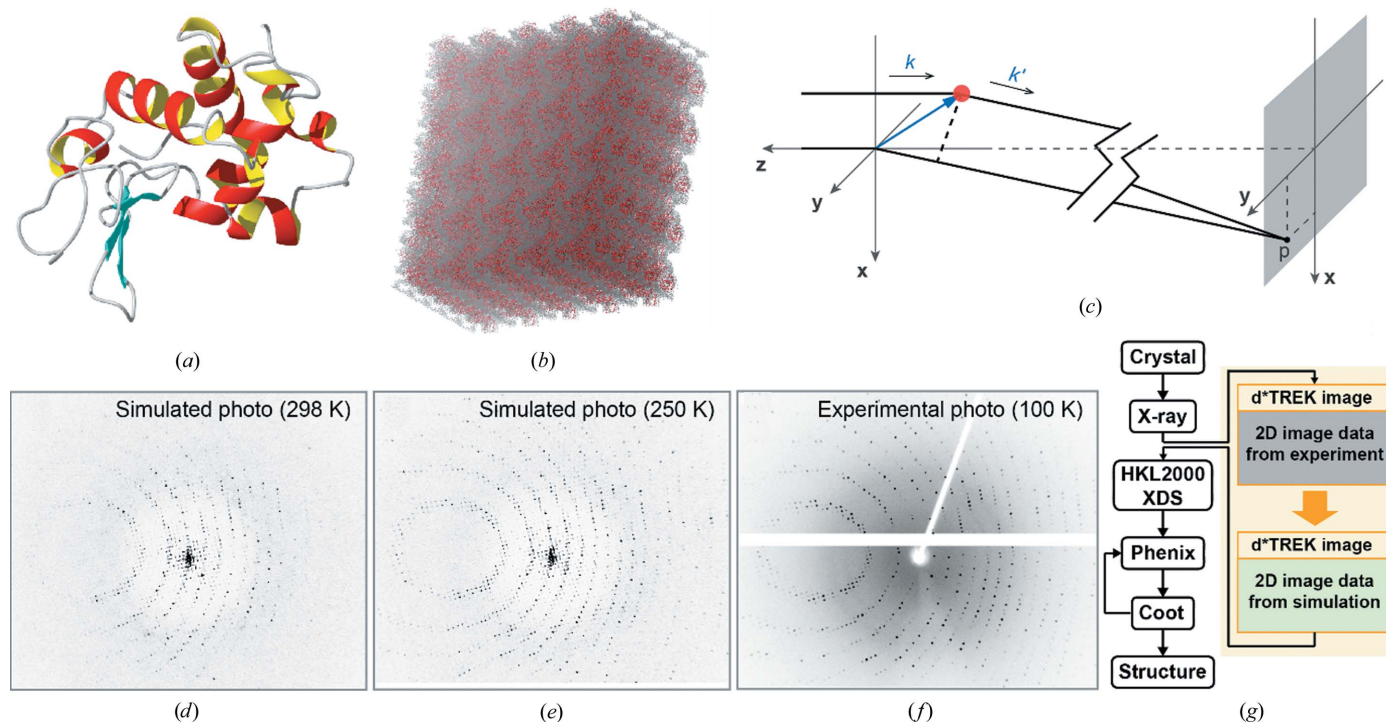 k
k'
z
y
x
y
p
x
(a)
(b)
(c)
Simulated photo (298 K)
Simulated photo (250 K)
Experimental photo (100 K)
Crystal
X-ray
HKL2000
XDS
Phenix
Coot
Structure
d*TREK image
2D image data
from experiment
d*TREK image
2D image data
from simulation
(d)
(e)
(f)
(g)